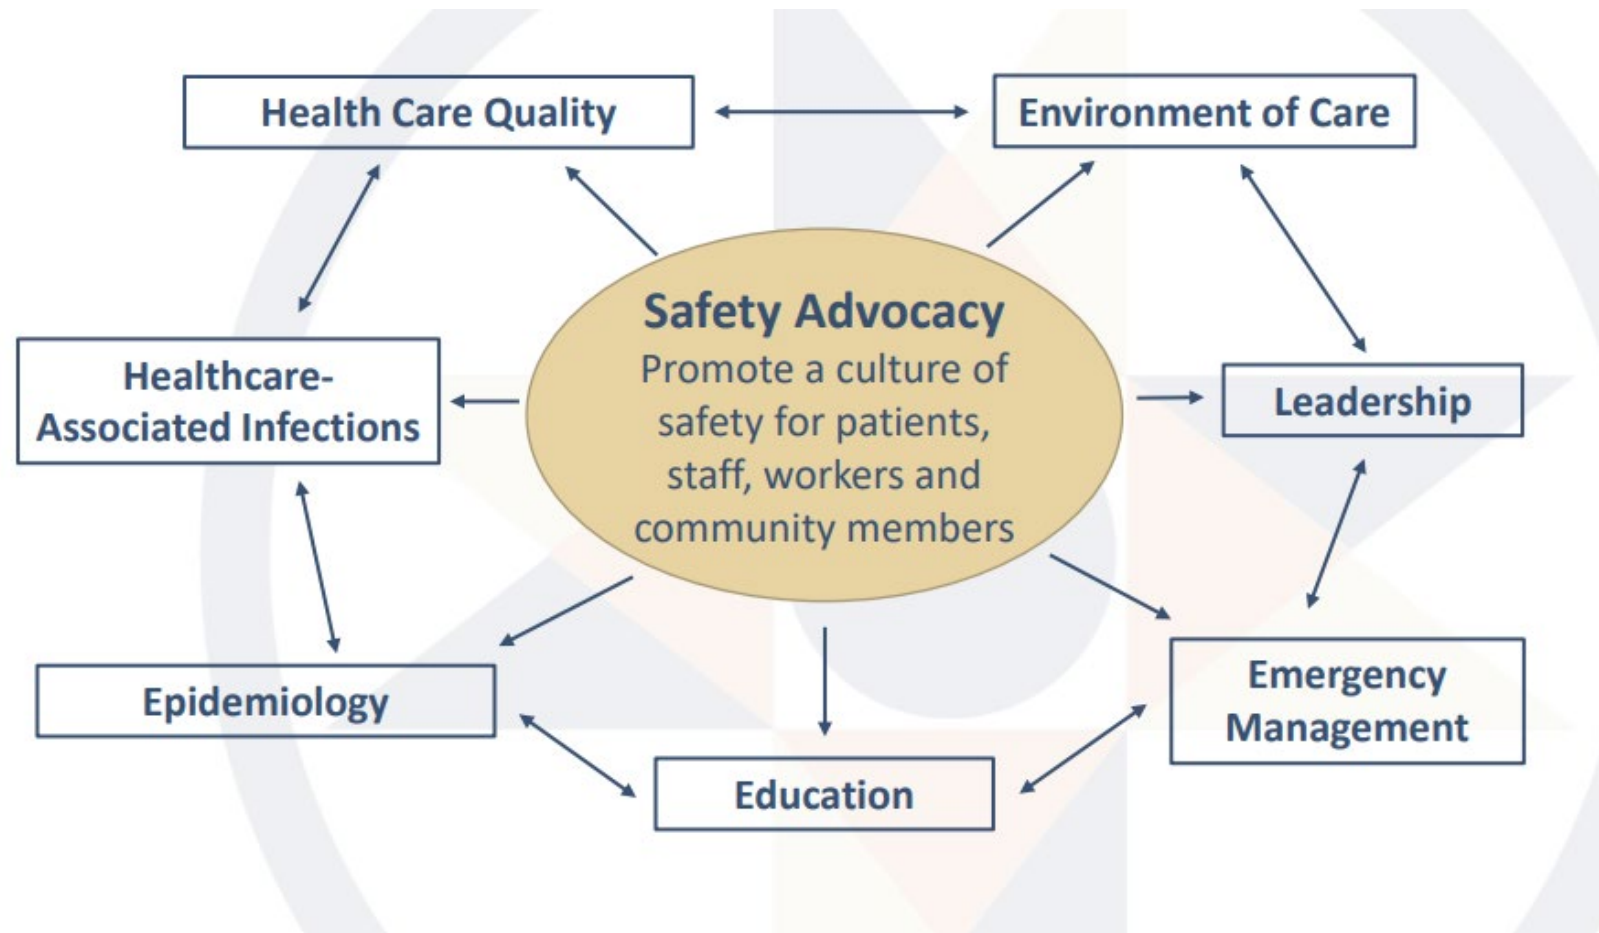 Health Care Quality
Environment of Care
Safety Advocacy
Promote a culture of
safety for patients,
staff, workers and
community members
Healthcare-
Associated Infections
Leadership
Epidemiology
Emergency
Management
Education